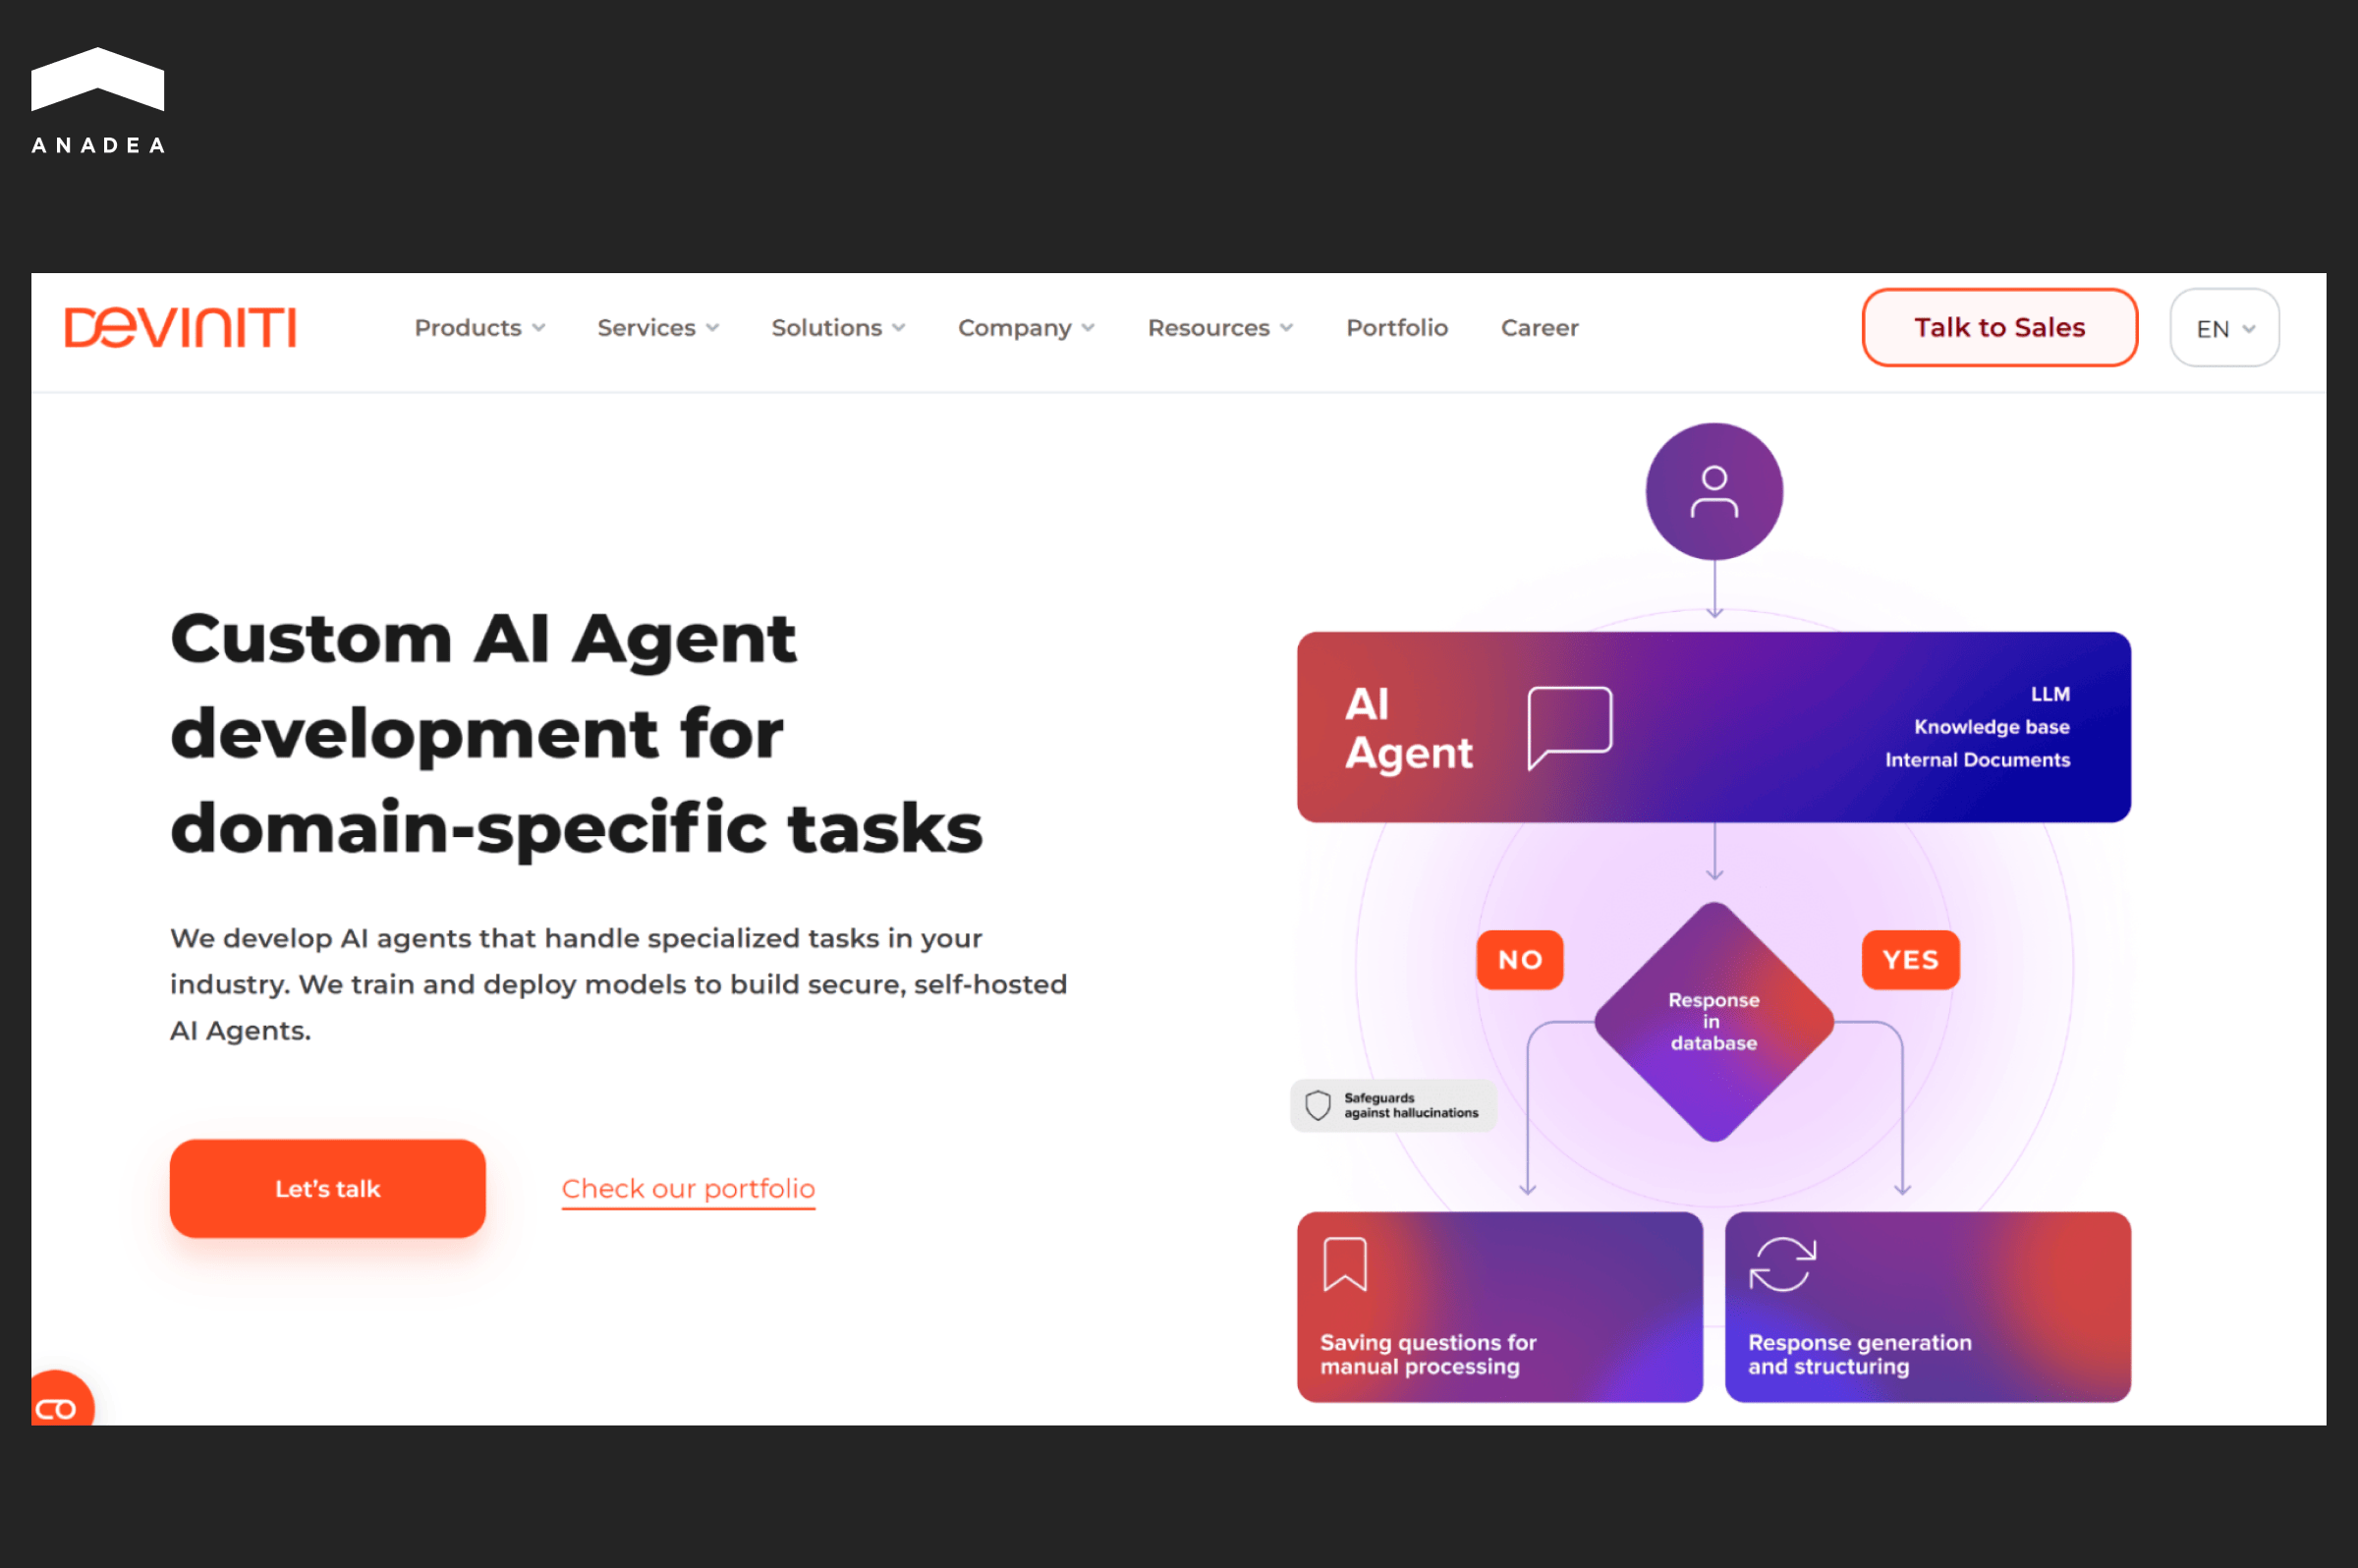 ANADEA
DEVINITI
Products
Services
Solutions
Company
Resources
Portfolio
Career
Talk to Sales
EN
Custom AI Agent
development for
domain-specific tasks
We develop AI agents that handle specialized tasks in your
industry. We train and deploy models to build secure, self-hosted
AI Agents.
Let's talk
Check our portfolio
AI
Agent
LLM
Knowledge base
Internal Documents
NO
YES
Response
in
database
Safeguards
against hallucinations
Saving questions for
manual processing
Response generation
and structuring